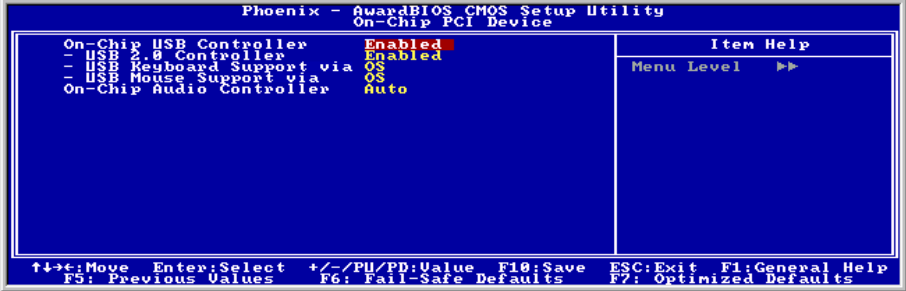 Phoenix - AwardBIOS CMOS Setup Utility
On-Chip PCI Device
On-Chip USB Controller Enabled
- USB 2.0 Controller Enabled
- USB Keyboard Support via OS
- USB Mouse Support via OS
On-Chip Audio Controller Auto
Item Help
Menu Level ►►
↑↓→←:Move Enter:Select +/-/PU/PD:Value F10:Save ESC:Exit F1:General Help
F5: Previous Values F6: Fail-Safe Defaults F7: Optimized Defaults